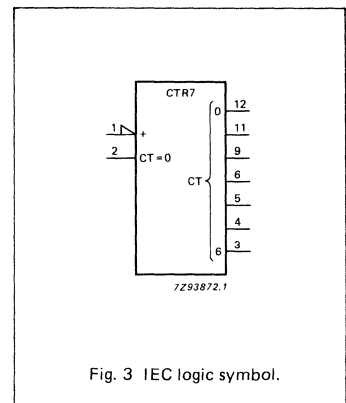 CTR7
0 12
1 + 11
2 CT=0 9
CT 6
5
4
6 3
7Z93872.1
Fig. 3 IEC logic symbol.